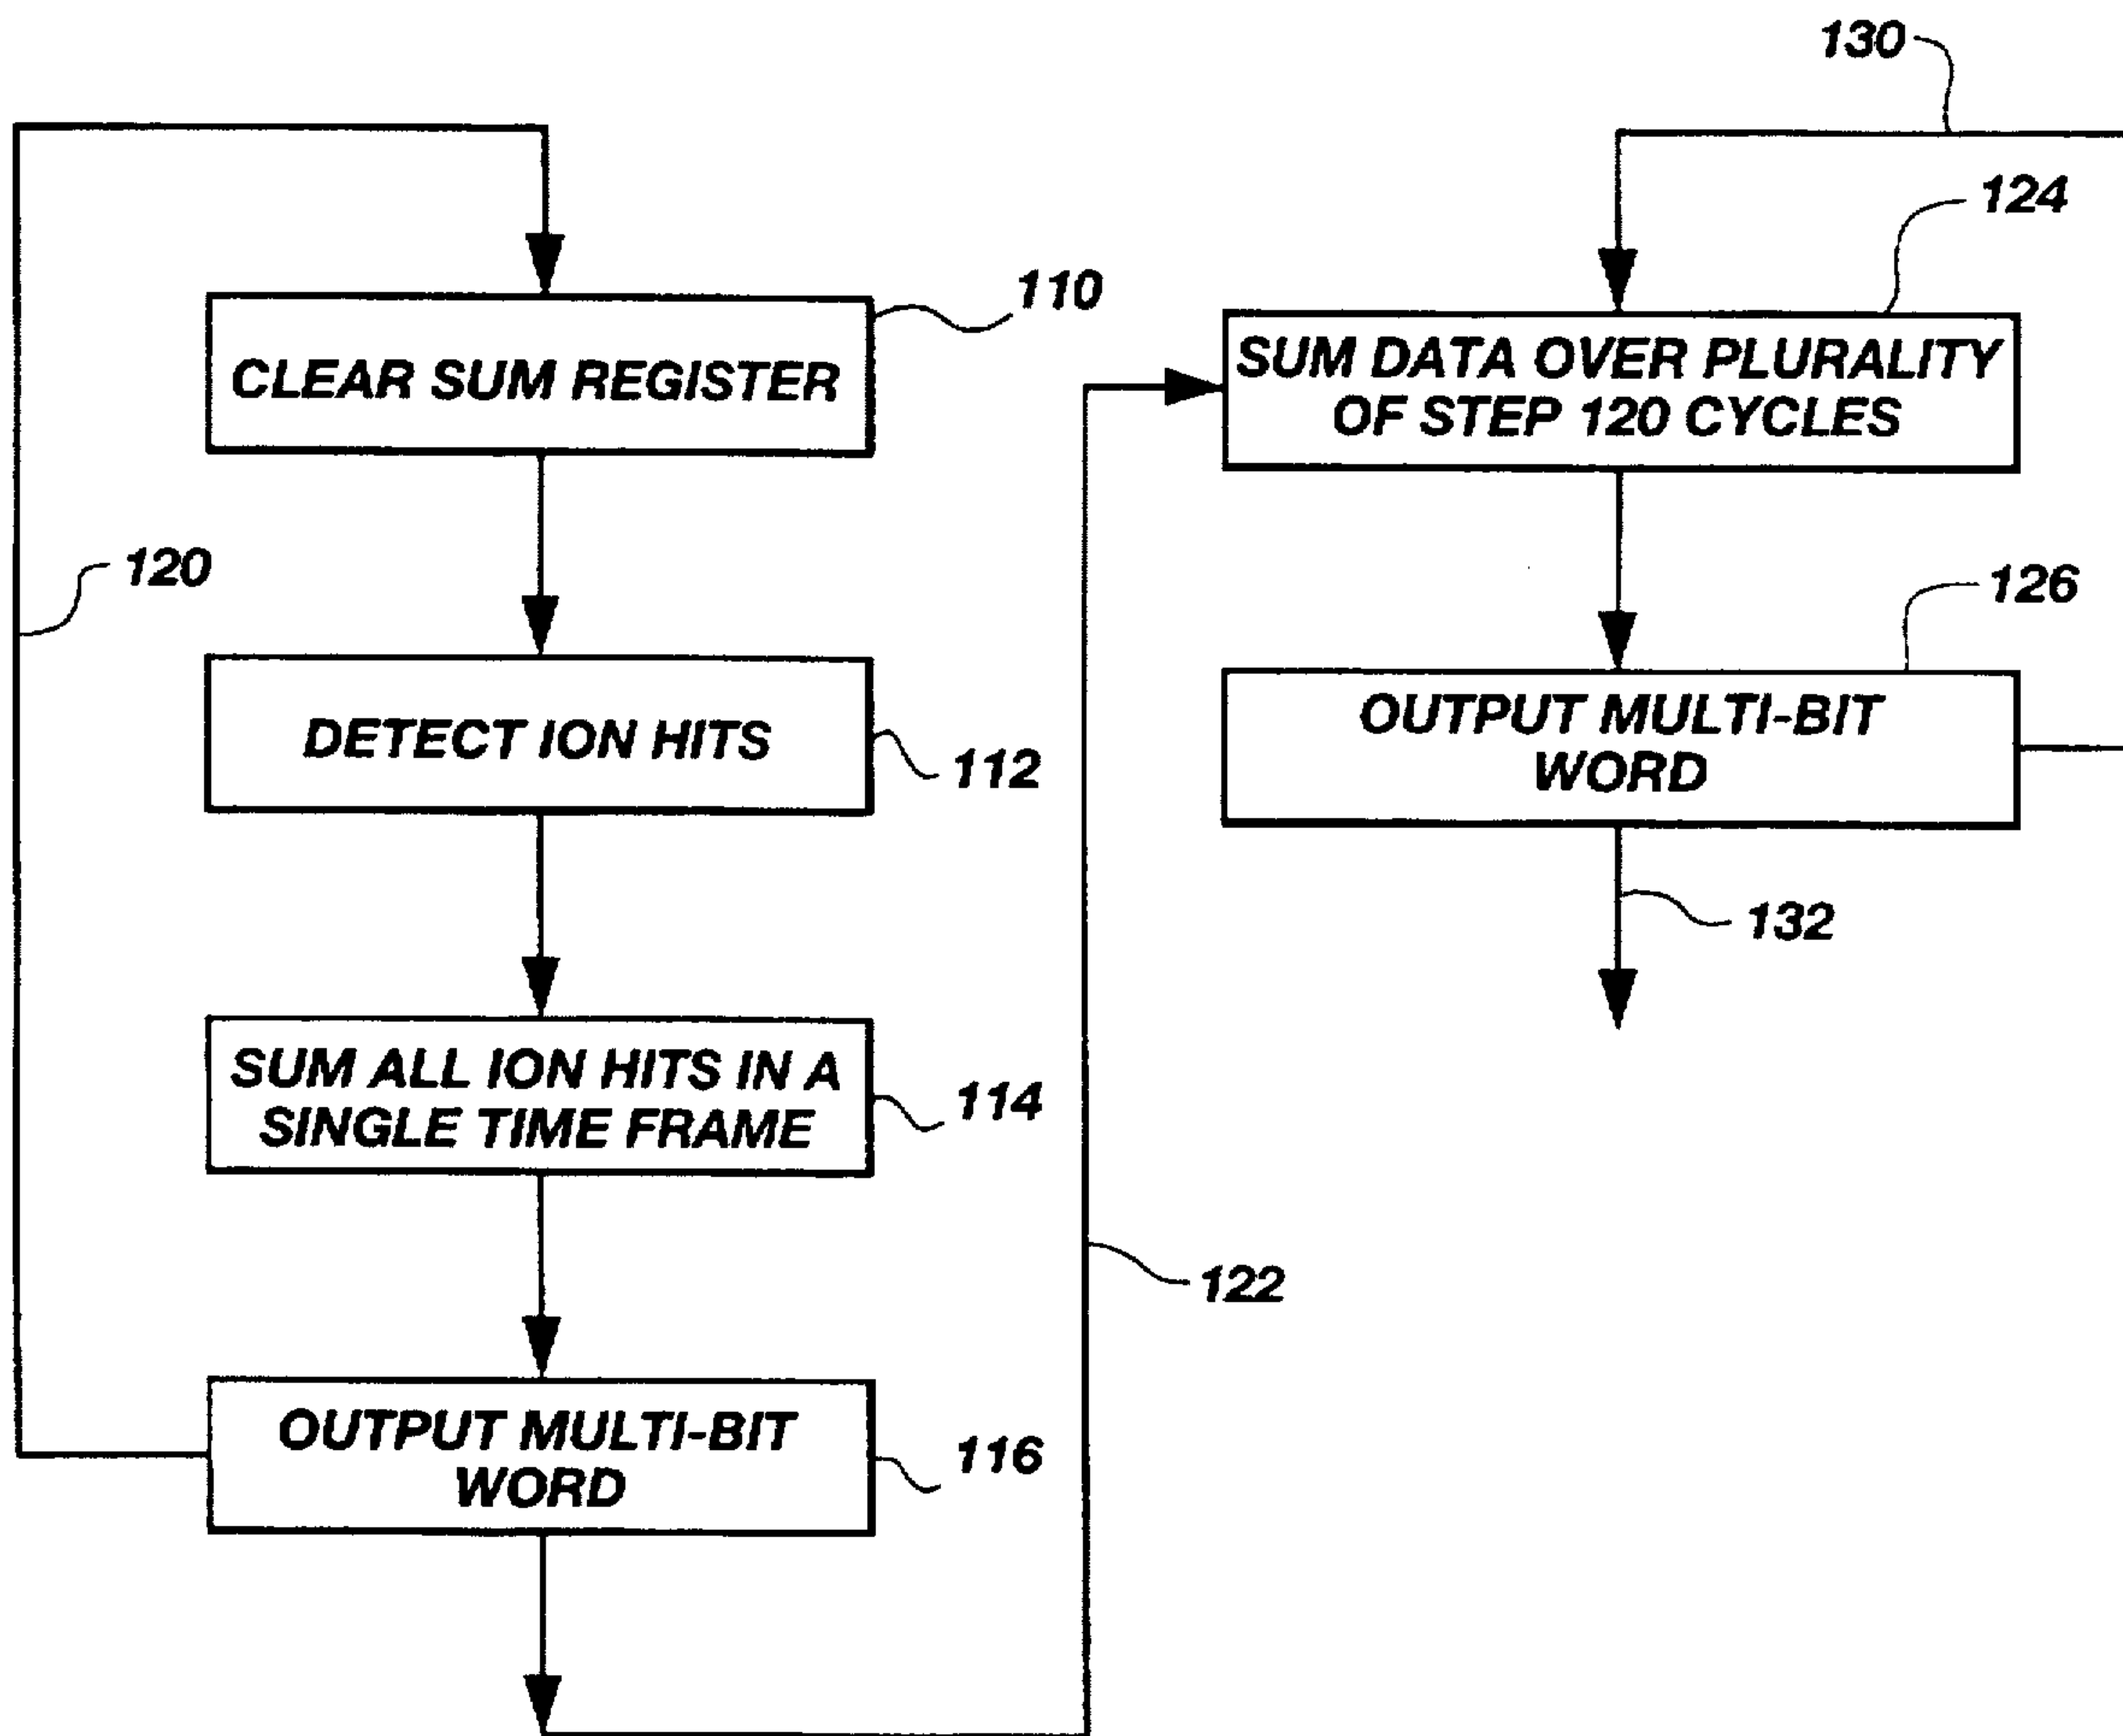 110
CLEAR SUM REGISTER
120
DETECT ION HITS
112
SUM ALL ION HITS IN A
SINGLE TIME FRAME
114
OUTPUT MULTI-BIT
WORD
116
122
130
124
SUM DATA OVER PLURALITY
OF STEP 120 CYCLES
126
OUTPUT MULTI-BIT
WORD
132